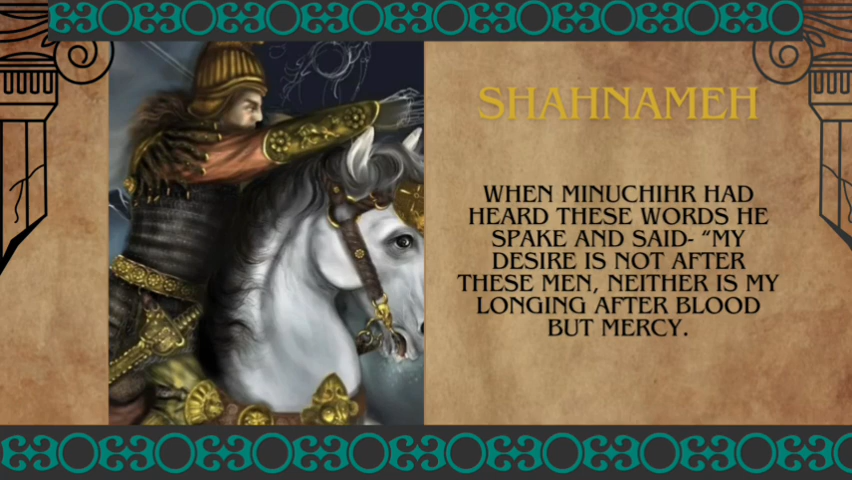 SHAHNAMEH
WHEN MINUCHIHR HAD
HEARD THESE WORDS HE
SPAKE AND SAID- “MY
DESIRE IS NOT AFTER
THESE MEN, NEITHER IS MY
LONGING AFTER BLOOD
BUT MERCY.